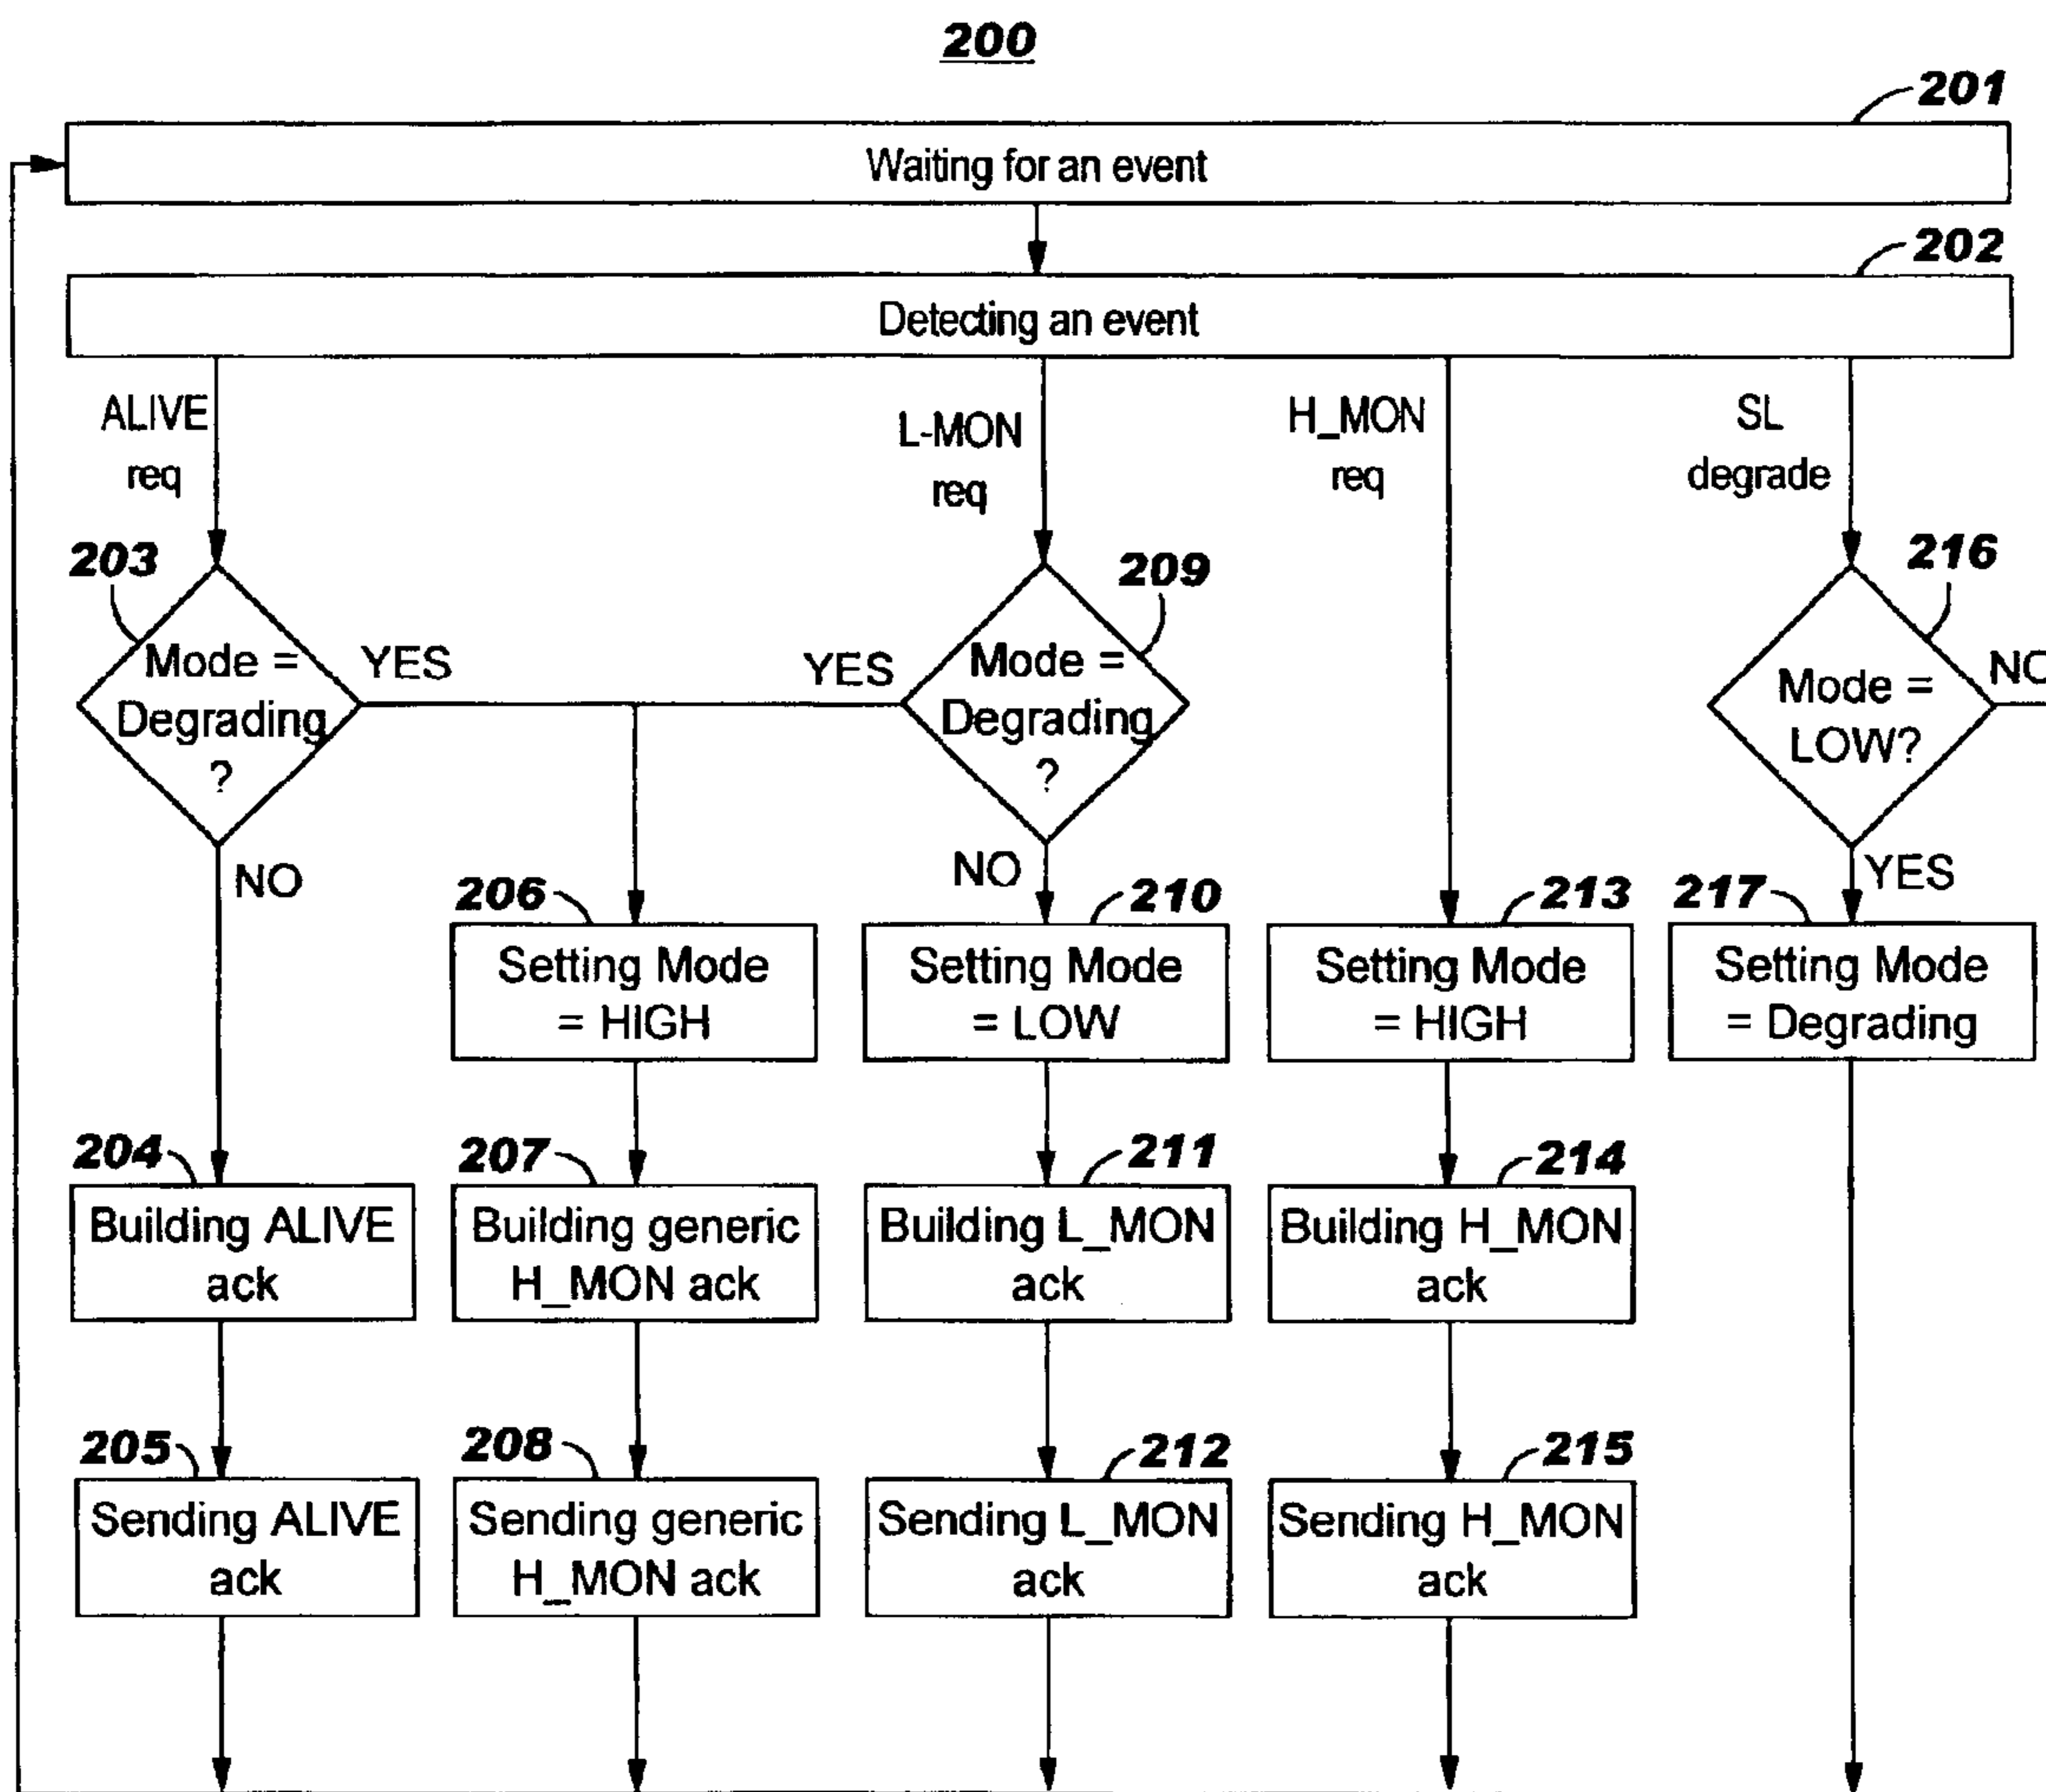 200
201
Waiting for an event
202
Detecting an event
ALIVE
req
L-MON
req
H_MON
req
SL
degrade
203
Mode =
Degrading
?
YES
YES
209
Mode =
Degrading
?
216
Mode =
LOW?
NO
NO
NO
YES
206
Setting Mode
= HIGH
210
Setting Mode
= LOW
213
Setting Mode
= HIGH
217
Setting Mode
= Degrading
204
Building ALIVE
ack
207
Building generic
H_MON ack
211
Building L_MON
ack
214
Building H_MON
ack
205
Sending ALIVE
ack
208
Sending generic
H_MON ack
212
Sending L_MON
ack
215
Sending H_MON
ack